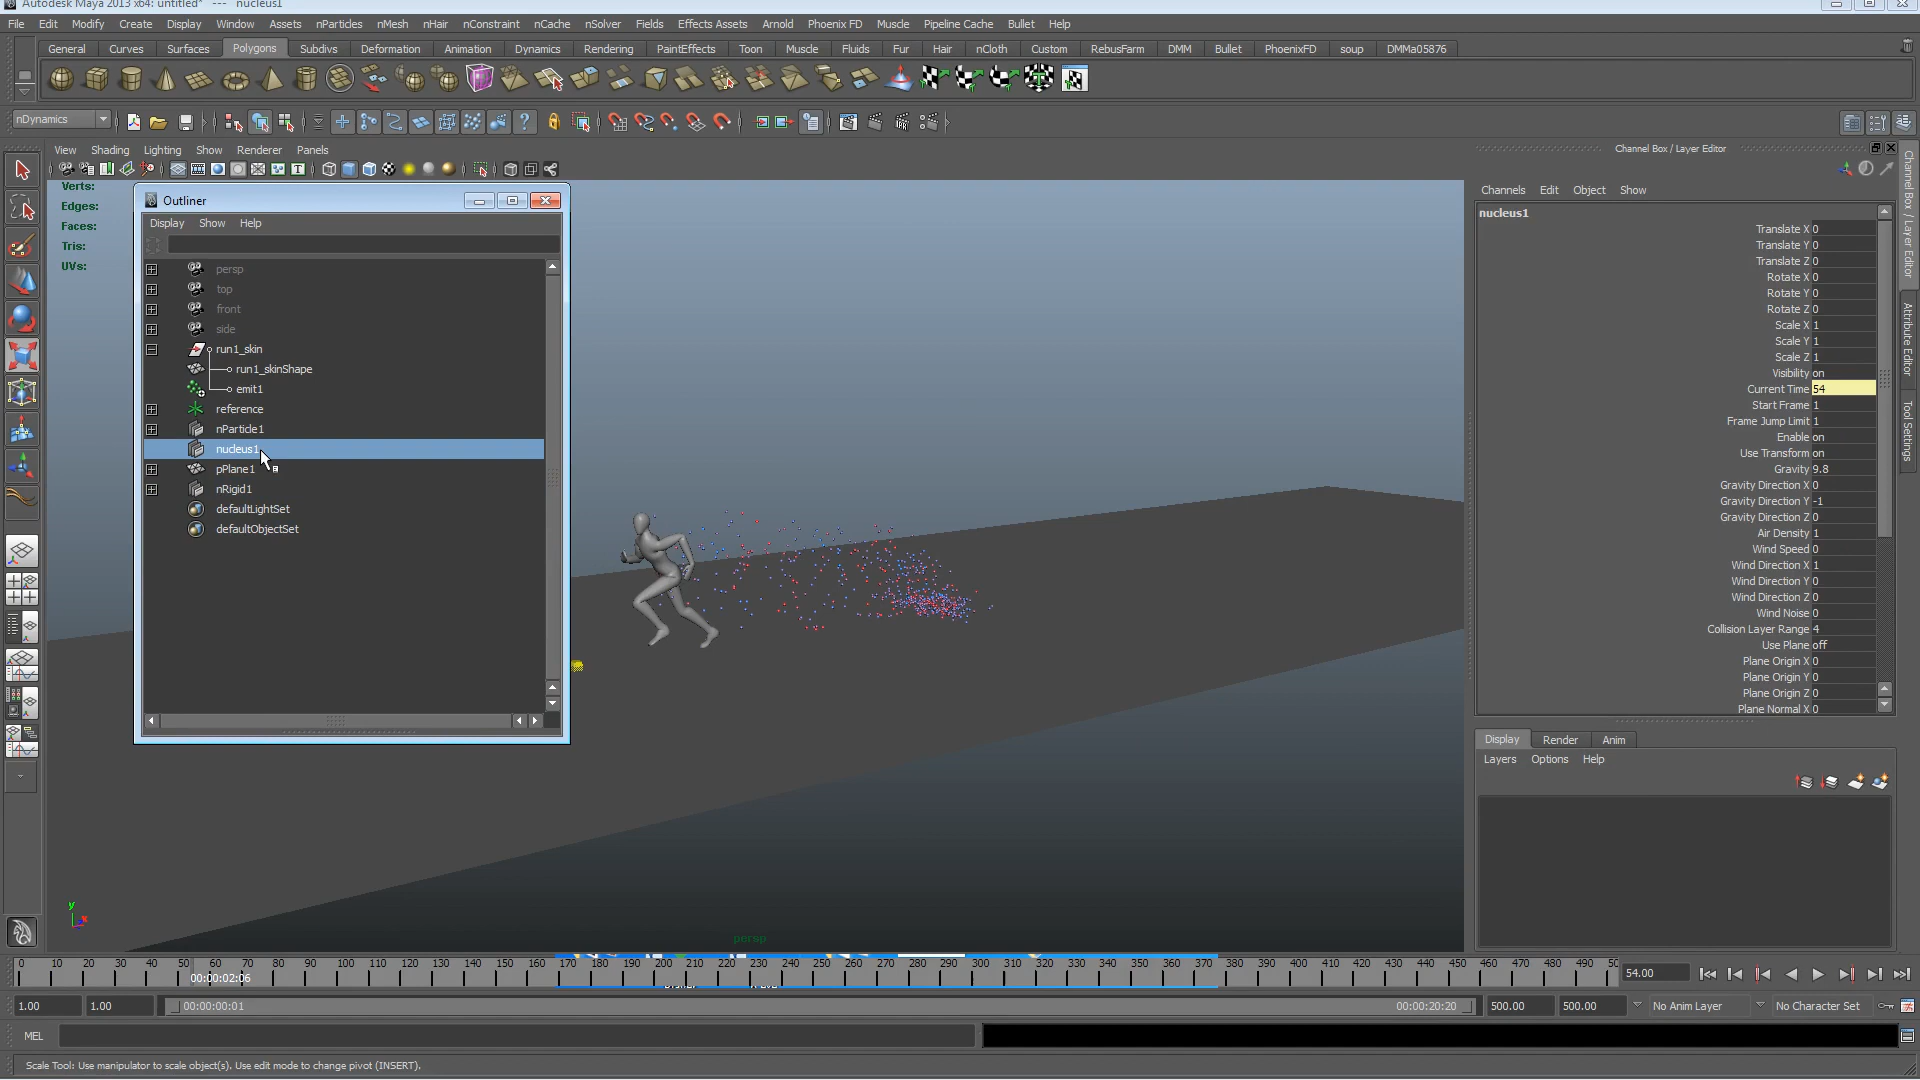 Autodesk Maya 2013 x64: untitled* --- nucleus1
File Edit Modify Create Display Window Assets nParticles nMesh nHair nConstraint nCache nSolver Fields Effects Assets Arnold Phoenix FD Muscle Pipeline Cache Bullet Help
General Curves Surfaces Polygons Subdivs Deformation Animation Dynamics Rendering PaintEffects Toon Muscle Fluids Fur Hair nCloth Custom RebusFarm DMM Bullet PhoenixFD soup DMMa05876
nDynamics
View Shading Lighting Show Renderer Panels
Channel Box / Layer Editor
Verts:
Edges:
Faces:
Tris:
UVs:
Outliner
Display Show Help
persp
top
front
side
run1_skin
run1_skinShape
emit1
reference
nParticle1
nucleus1
pPlane1
nRigid1
defaultLightSet
defaultObjectSet
persp
y
x
Channels Edit Object Show
nucleus1
Translate X 0
Translate Y 0
Translate Z 0
Rotate X 0
Rotate Y 0
Rotate Z 0
Scale X 1
Scale Y 1
Scale Z 1
Visibility on
Current Time 54
Start Frame 1
Frame Jump Limit 1
Enable on
Use Transform on
Gravity 9.8
Gravity Direction X 0
Gravity Direction Y -1
Gravity Direction Z 0
Air Density 1
Wind Speed 0
Wind Direction X 1
Wind Direction Y 0
Wind Direction Z 0
Wind Noise 0
Collision Layer Range 4
Use Plane off
Plane Origin X 0
Plane Origin Y 0
Plane Origin Z 0
Plane Normal X 0
Channel Box / Layer Editor
Attribute Editor
Tool Settings
Display Render Anim
Layers Options Help
0 10 20 30 40 50 60 70 80 90 100 110 120 130 140 150 160 170 180 190 200 210 220 230 240 250 260 270 280 290 300 310 320 330 340 350 360 370 380 390 400 410 420 430 440 450 460 470 480 490 50
00:00:02:06
54.00
1.00 1.00 00:00:00:01 00:00:20:20 500.00 500.00 No Anim Layer No Character Set
MEL
Scale Tool: Use manipulator to scale object(s). Use edit mode to change pivot (INSERT).